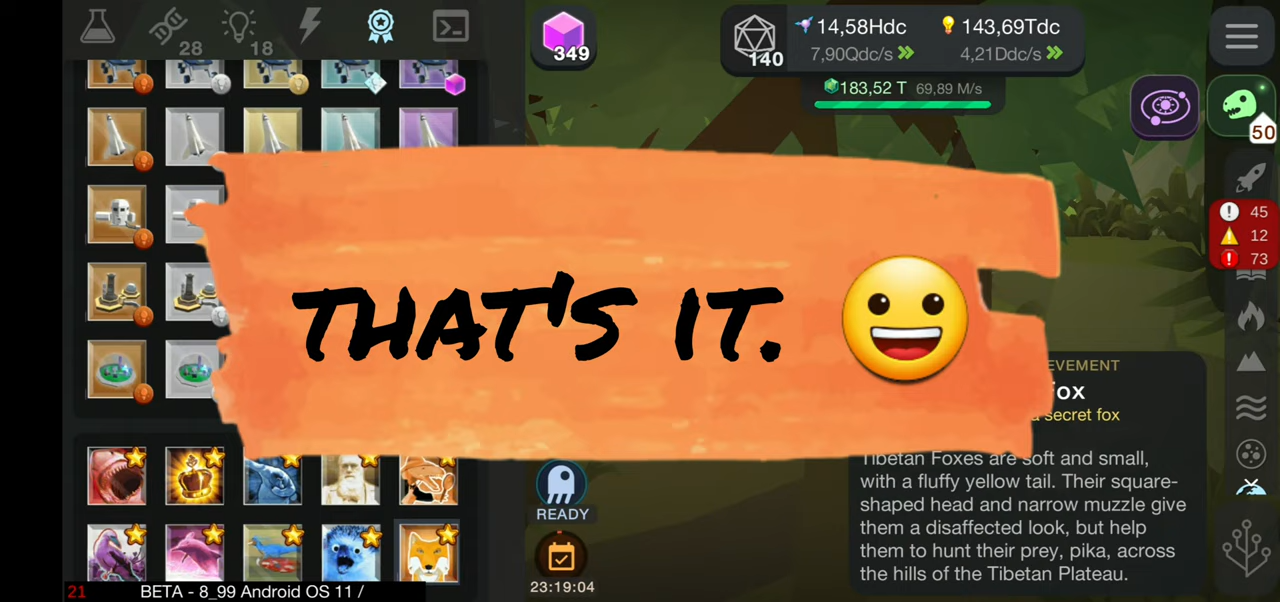 28
18
349
140
14,58Hdc
7,90Qdc/s
143,69Tdc
4,21Ddc/s
183,52 T 69,89 M/s
50
45
12
73
THAT'S IT.
EVEMENT
ox
a secret fox
Tibetan Foxes are soft and small,
with a fluffy yellow tail. Their square-
shaped head and narrow muzzle give
them a disaffected look, but help
them to hunt their prey, pika, across
the hills of the Tibetan Plateau.
READY
23:19:04
21
BETA - 8_99 Android OS 11 /